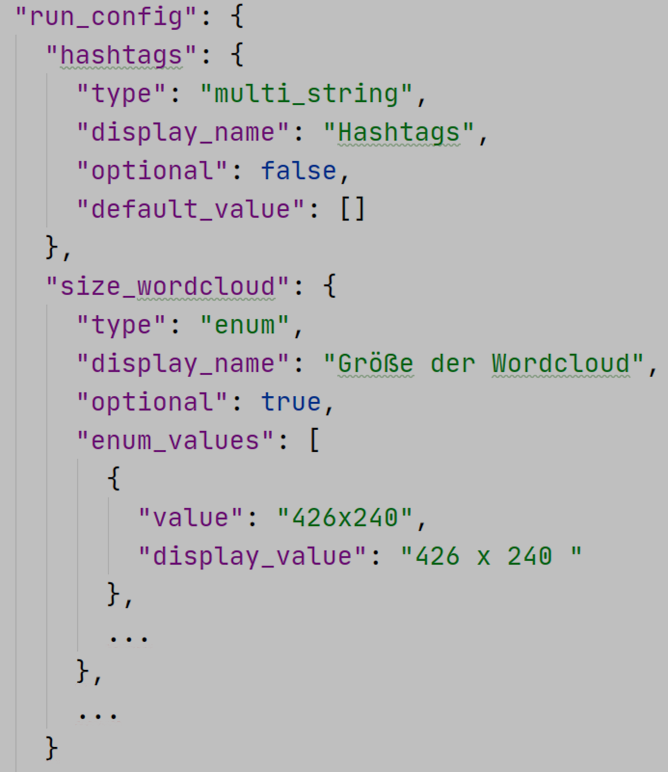 "run_config": {
"hashtags": {
"type": "multi_string",
"display_name": "Hashtags",
"optional": false,
"default_value": []
},
"size_wordcloud": {
"type": "enum",
"display_name": "Größe der Wordcloud",
"optional": true,
"enum_values": [
{
"value": "426x240",
"display_value": "426 x 240 "
},
...
},
...
}